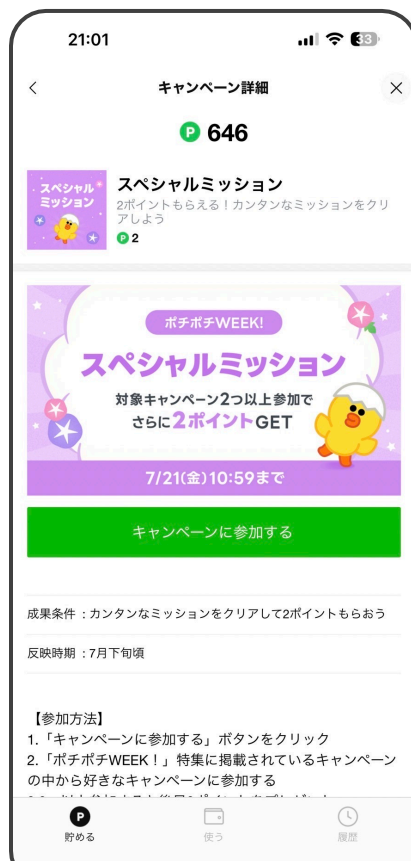 21:01
33
キャンペーン詳細
P 646
スペシャル
ミッション
スペシャルミッション
2ポイントもらえる！カンタンなミッションをクリ
アしよう
P 2
ポチポチWEEK!
スペシャルミッション
対象キャンペーン2つ以上参加で
さらに2ポイントGET
7/21(金)10:59まで
キャンペーンに参加する
成果条件 : カンタンなミッションをクリアして2ポイントもらおう
反映時期 : 7月下旬頃
【参加方法】
1.「キャンペーンに参加する」ボタンをクリック
2.「ポチポチWEEK！」特集に掲載されているキャンペーン
の中から好きなキャンペーンに参加する
P
貯める
使う
履歴